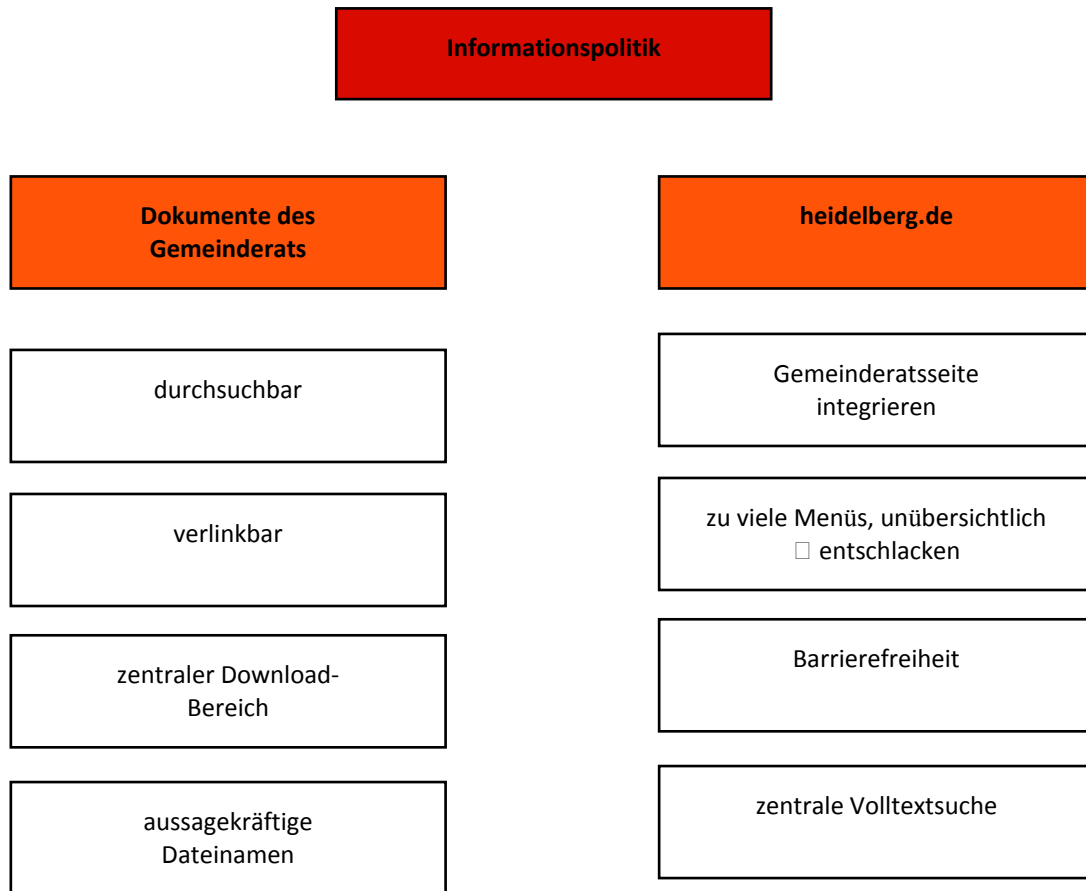 Informationspolitik
Dokumente des
Gemeinderats
durchsuchbar
verlinkbar
zentraler Download-
Bereich
aussagekräftige
Dateinamen
heidelberg.de
Gemeinderatsseite
integrieren
zu viele Menüs, unübersichtlich
□ entschlacken
Barrierefreiheit
zentrale Volltextsuche